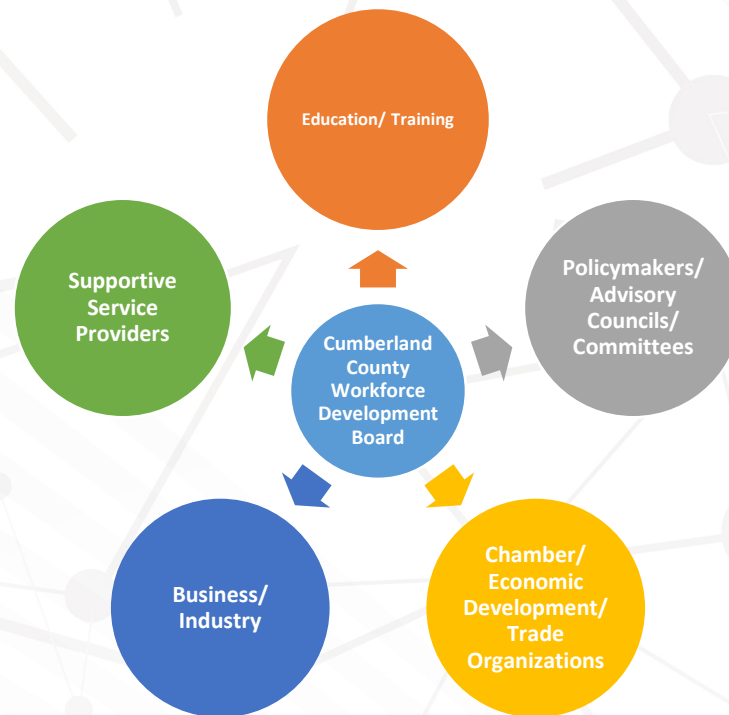 Education/ Training
Supportive
Service
Providers
Policymakers/
Advisory
Councils/
Committees
Cumberland
County
Workforce
Development
Board
Business/
Industry
Chamber/
Economic
Development/
Trade
Organizations